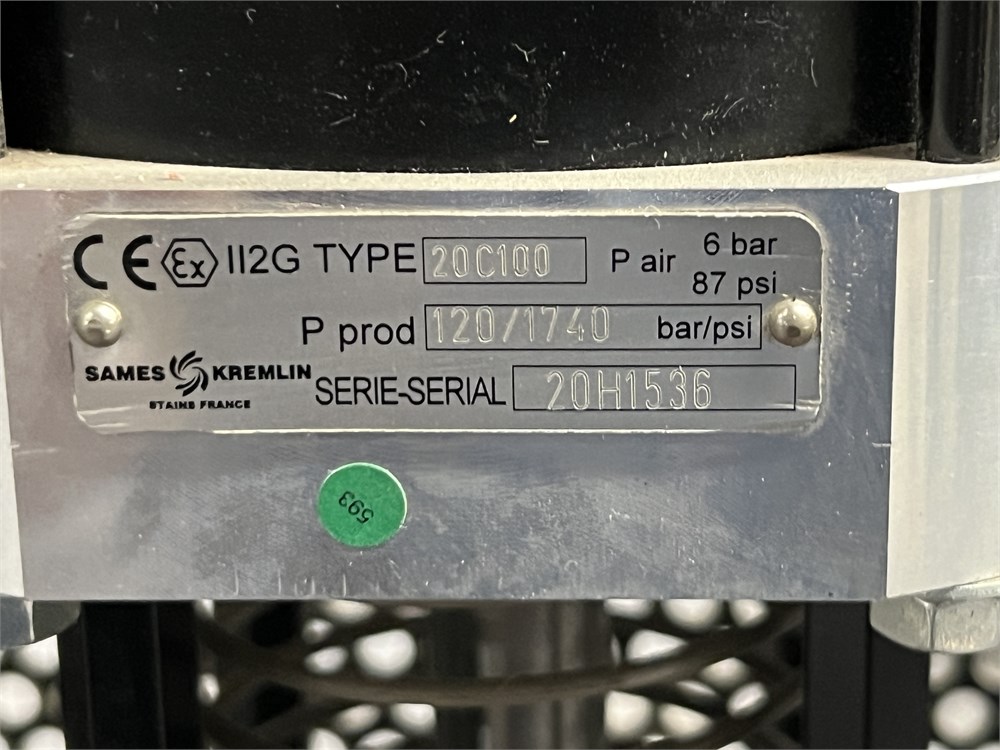 CE Ex II2G TYPE 20C100 P air 6 bar
87 psi
P prod 120/1740 bar/psi
SAMES KREMLIN
STAINS FRANCE
SERIE-SERIAL 20H1536
593